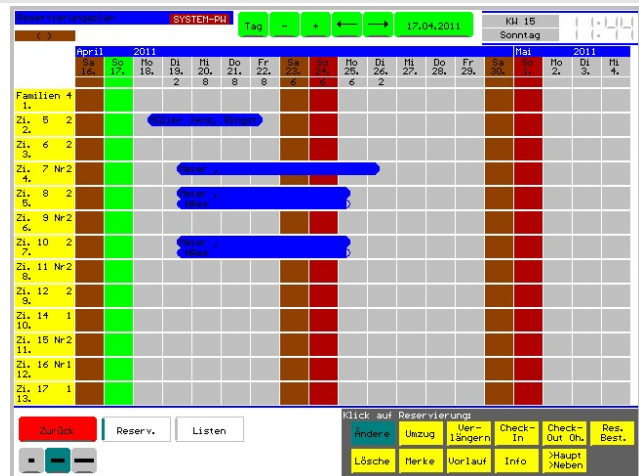 Reservierungsplan SYSTEM-PW Tag - + 17.04.2011 KW 15
( ) Sonntag
April 2011 Mai 2011
Sa So Mo Di Mi Do Fr Sa So Mo Di Mi Do Fr Sa So Mo Di Mi
16. 17. 18. 19. 20. 21. 22. 23. 24. 25. 26. 27. 28. 29. 30. 1. 2. 3. 4.
2 8 8 8 6 6 6 2
Familien 4
1.
Zi. 5 2
2.
Zi. 6 2
3.
Zi. 7 Nr2
4.
Zi. 8 2
5.
Zi. 9 Nr2
6.
Zi. 10 2
7.
Zi. 11 Nr2
8.
Zi. 12 2
9.
Zi. 14 1
10.
Zi. 15 Nr2
11.
Zi. 16 Nr1
12.
Zi. 17 1
13.
Klick auf Reservierung:
Zurück Reserv. Listen
Ändere Umzug Ver-längern Check-In Check-Out Oh. Res. Best.
Lösche Merke Vorlauf Info >Haupt >Neben